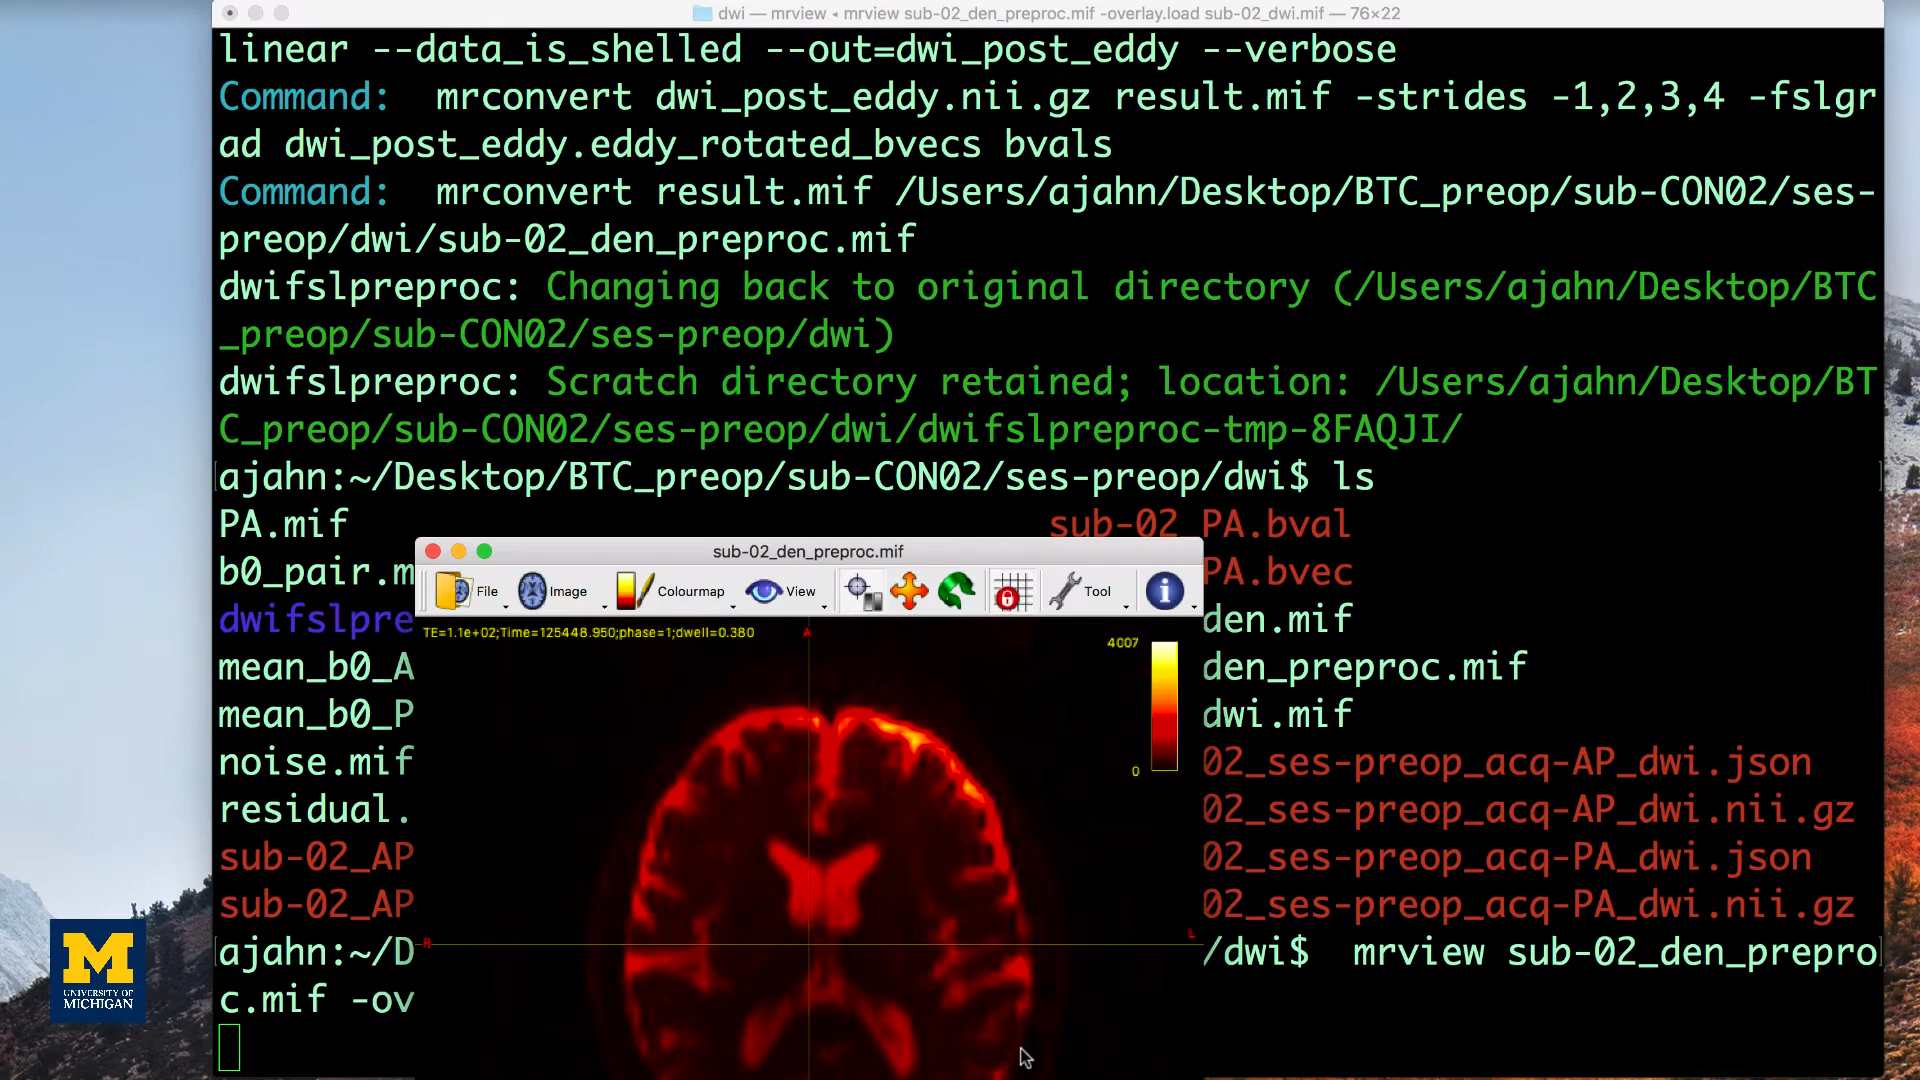 dwi — mrview ◂ mrview sub-02_den_preproc.mif -overlay.load sub-02_dwi.mif — 76×22
linear --data_is_shelled --out=dwi_post_eddy --verbose
Command:  mrconvert dwi_post_eddy.nii.gz result.mif -strides -1,2,3,4 -fslgr
ad dwi_post_eddy.eddy_rotated_bvecs bvals
Command:  mrconvert result.mif /Users/ajahn/Desktop/BTC_preop/sub-CON02/ses-
preop/dwi/sub-02_den_preproc.mif
dwifslpreproc: Changing back to original directory (/Users/ajahn/Desktop/BTC
_preop/sub-CON02/ses-preop/dwi)
dwifslpreproc: Scratch directory retained; location: /Users/ajahn/Desktop/BT
C_preop/sub-CON02/ses-preop/dwi/dwifslpreproc-tmp-8FAQJI/
ajahn:~/Desktop/BTC_preop/sub-CON02/ses-preop/dwi$ ls
PA.mif sub-02_PA.bval
b0_pair.m PA.bvec
dwifslpre den.mif
mean_b0_A den_preproc.mif
mean_b0_P dwi.mif
noise.mif 02_ses-preop_acq-AP_dwi.json
residual. 02_ses-preop_acq-AP_dwi.nii.gz
sub-02_AP 02_ses-preop_acq-PA_dwi.json
sub-02_AP 02_ses-preop_acq-PA_dwi.nii.gz
ajahn:~/D /dwi$  mrview sub-02_den_prepro
c.mif -ov
sub-02_den_preproc.mif
File Image Colourmap View Tool
TE=1.1e+02;Time=125448.950;phase=1;dwell=0.380
A
4007
0
R L
M
UNIVERSITY OF
MICHIGAN